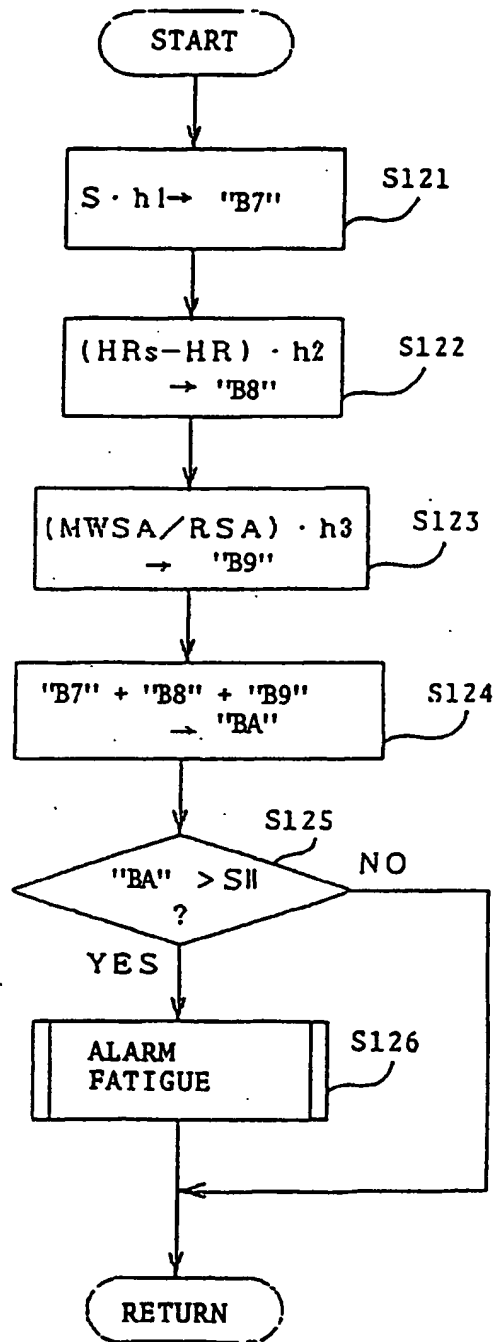 START
S · h1→ "B7"
S121
(HRs-HR) · h2
→ "B8"
S122
(MWSA/RSA) · h3
→ "B9"
S123
"B7" + "B8" + "B9"
→ "BA"
S124
S125
"BA" > S11
?
NO
YES
ALARM
FATIGUE
S126
RETURN